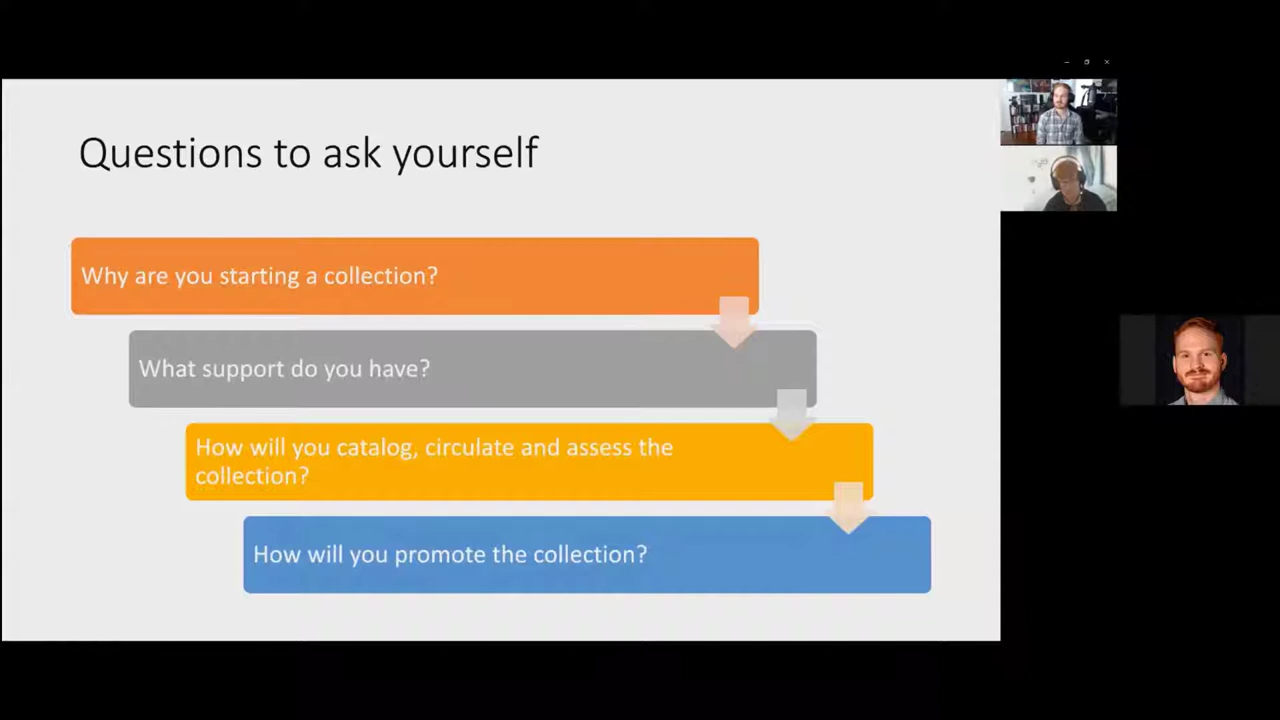 Questions to ask yourself
Why are you starting a collection?
What support do you have?
How will you catalog, circulate and assess the
collection?
How will you promote the collection?